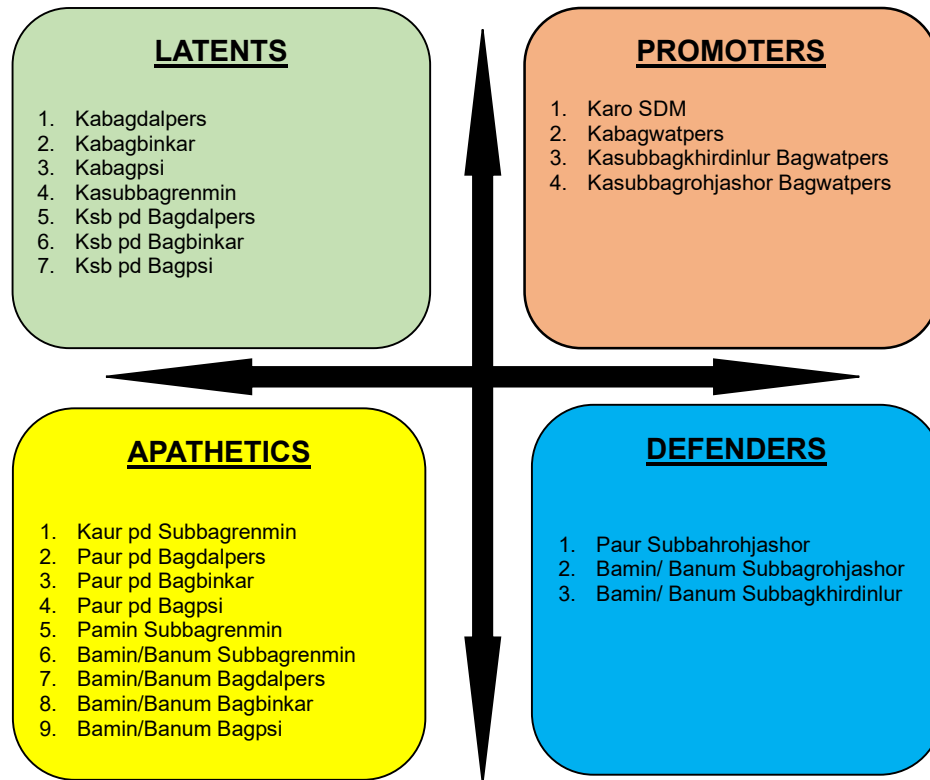 LATENTS
1. Kabagdalpers
2. Kabagbinkar
3. Kabagpsi
4. Kasubbagrenmin
5. Ksb pd Bagdalpers
6. Ksb pd Bagbinkar
7. Ksb pd Bagpsi
PROMOTERS
1. Karo SDM
2. Kabagwatpers
3. Kasubbagkhirdinlur Bagwatpers
4. Kasubbagrohjashor Bagwatpers
APATHETICS
1. Kaur pd Subbagrenmin
2. Paur pd Bagdalpers
3. Paur pd Bagbinkar
4. Paur pd Bagpsi
5. Pamin Subbagrenmin
6. Bamin/Banum Subbagrenmin
7. Bamin/Banum Bagdalpers
8. Bamin/Banum Bagbinkar
9. Bamin/Banum Bagpsi
DEFENDERS
1. Paur Subbahrohjashor
2. Bamin/ Banum Subbagrohjashor
3. Bamin/ Banum Subbagkhirdinlur